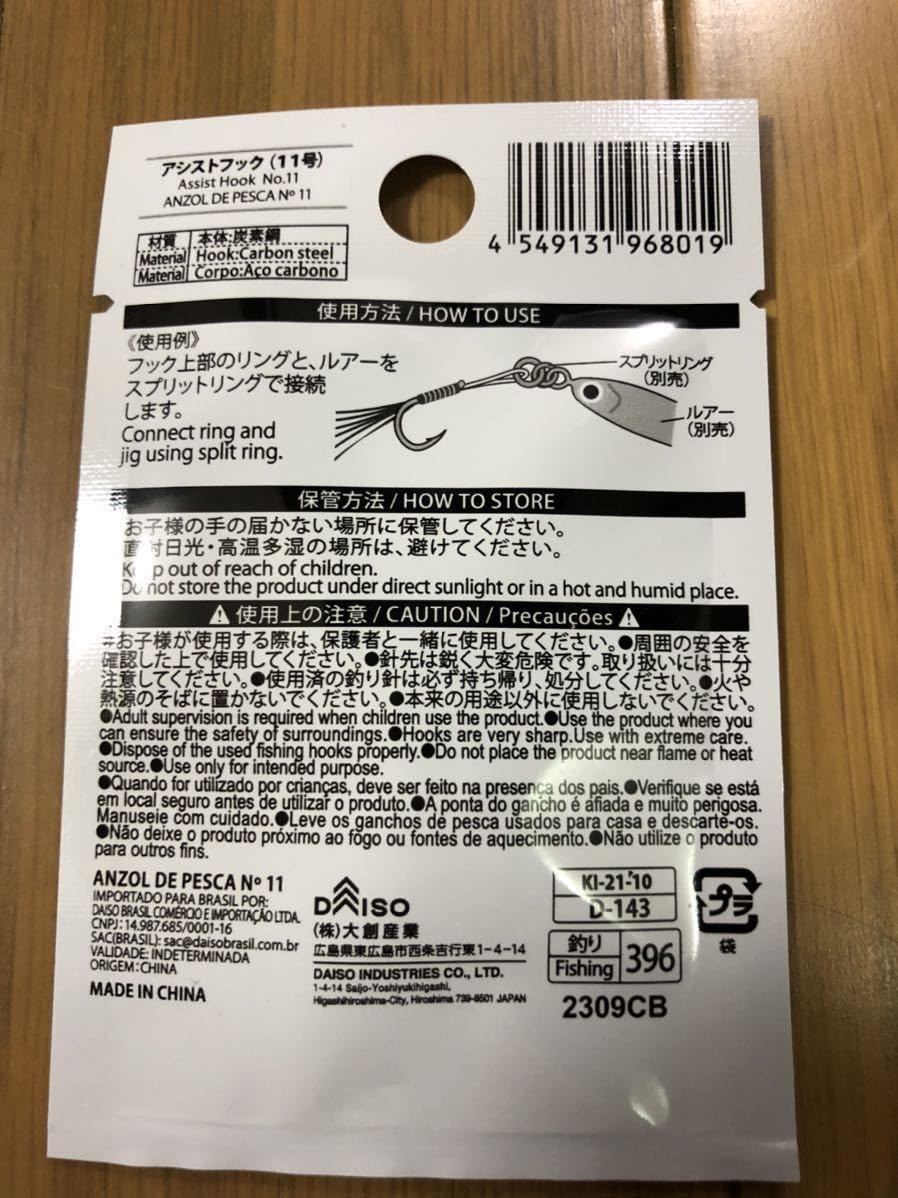 アシストフック(11号)
Assist Hook No.11
ANZOL DE PESCA Nº 11
4 549131 968019
材質 本体:炭素鋼
Material Hook:Carbon steel
Material Corpo:Aço carbono
使用方法 / HOW TO USE
《使用例》
フック上部のリングと、ルアーを
スプリットリングで接続
します。
Connect ring and
jig using split ring.
スプリットリング
(別売)
ルアー
(別売)
保管方法 / HOW TO STORE
お子様の手の届かない場所に保管してください。
直射日光・高温多湿の場所は、避けてください。
Keep out of reach of children.
Do not store the product under direct sunlight or in a hot and humid place.
⚠ 使用上の注意 / CAUTION / Precauções ⚠
●お子様が使用する際は、保護者と一緒に使用してください。●周囲の安全を
確認した上で使用してください。●針先は鋭く大変危険です。取り扱いには十分
注意してください。●使用済の釣り針は必ず持ち帰り、処分してください。●火や
熱源のそばに置かないでください。●本来の用途以外に使用しないでください。
●Adult supervision is required when children use the product.●Use the product where you
can ensure the safety of surroundings.●Hooks are very sharp.Use with extreme care.
●Dispose of the used fishing hooks properly.●Do not place the product near flame or heat
source.●Use only for intended purpose.
●Quando for utilizado por crianças, deve ser feito na presença dos pais.●Verifique se está
em local seguro antes de utilizar o produto.●A ponta do gancho é afiada e muito perigosa.
Manuseie com cuidado.●Leve os ganchos de pesca usados para casa e descarte-os.
●Não deixe o produto próximo ao fogo ou fontes de aquecimento.●Não utilize o produto
para outros fins.
ANZOL DE PESCA Nº 11
IMPORTADO PARA BRASIL POR:
DAISO BRASIL COMÉRCIO E IMPORTAÇÃO LTDA.
CNPJ: 14.987.685/0001-16
SAC(BRASIL): sac@daisobrasil.com.br
VALIDADE: INDETERMINADA
ORIGEM: CHINA
MADE IN CHINA
DAISO
(株)大創産業
広島県東広島市西条吉行東1-4-14
DAISO INDUSTRIES CO., LTD.
1-4-14 Saijo-Yoshiyukihigashi,
Higashihiroshima-City, Hiroshima 739-8501 JAPAN
KI-21-'10
D-143
プラ
袋
釣り
Fishing 396
2309CB